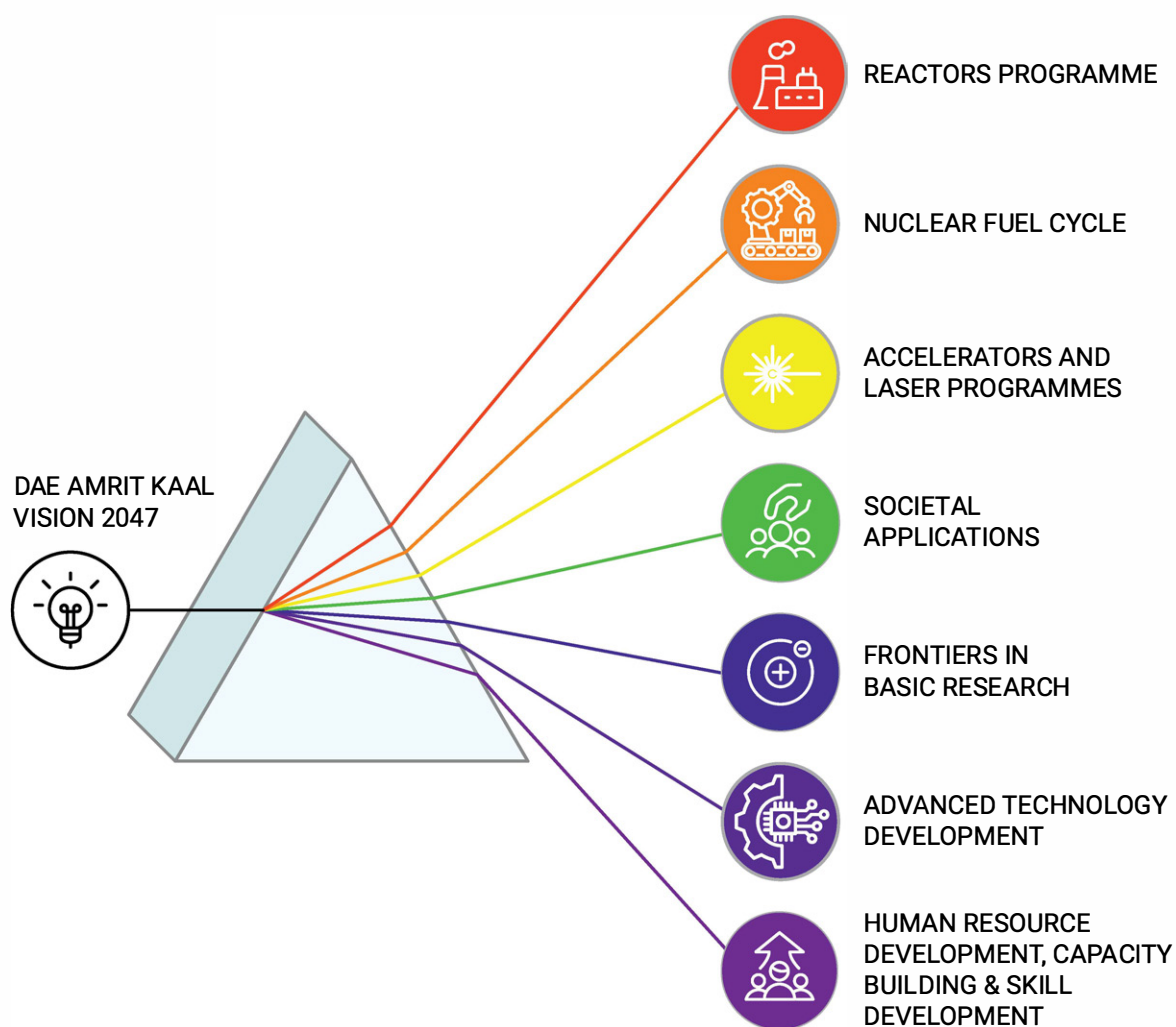 REACTORS PROGRAMME
NUCLEAR FUEL CYCLE
ACCELERATORS AND
LASER PROGRAMMES
DAE AMRIT KAAL
VISION 2047
SOCIETAL
APPLICATIONS
FRONTIERS IN
BASIC RESEARCH
ADVANCED TECHNOLOGY
DEVELOPMENT
HUMAN RESOURCE
DEVELOPMENT, CAPACITY
BUILDING & SKILL
DEVELOPMENT